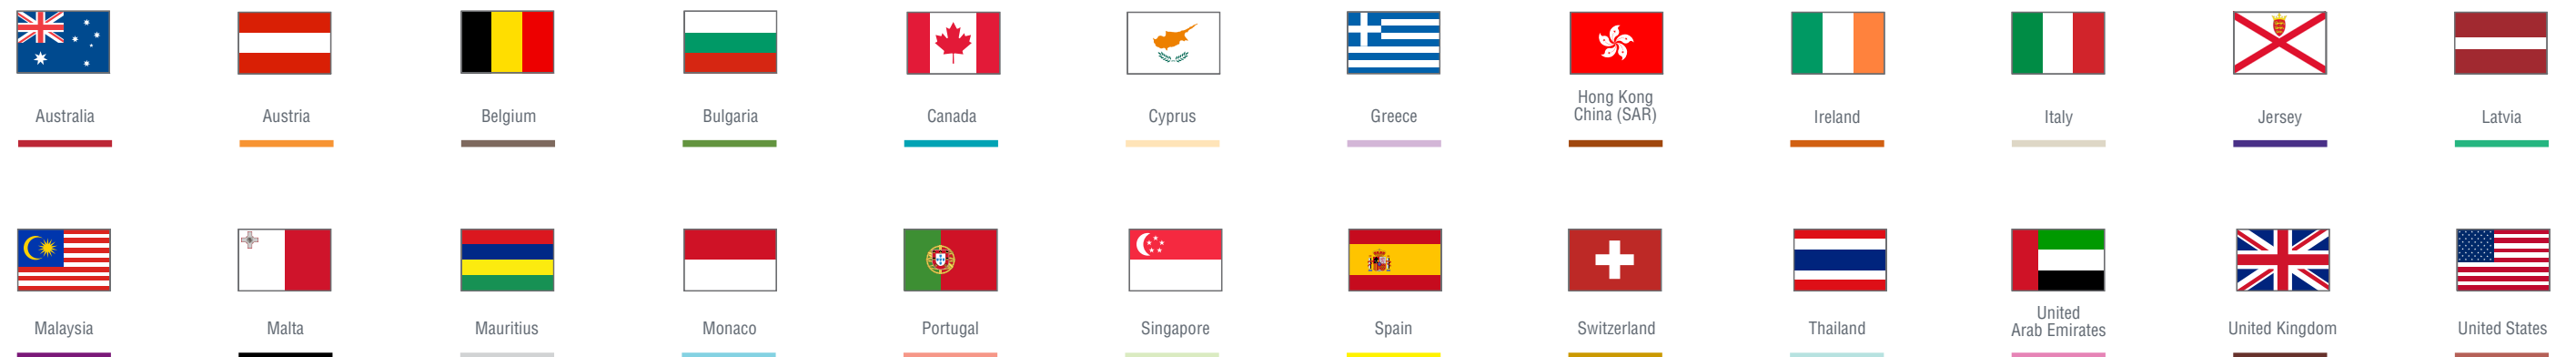 Australia
Austria
Belgium
Bulgaria
Canada
Cyprus
Greece
Hong Kong
China (SAR)
Ireland
Italy
Jersey
Latvia
Malaysia
Malta
Mauritius
Monaco
Portugal
Singapore
Spain
Switzerland
Thailand
United
Arab Emirates
United Kingdom
United States